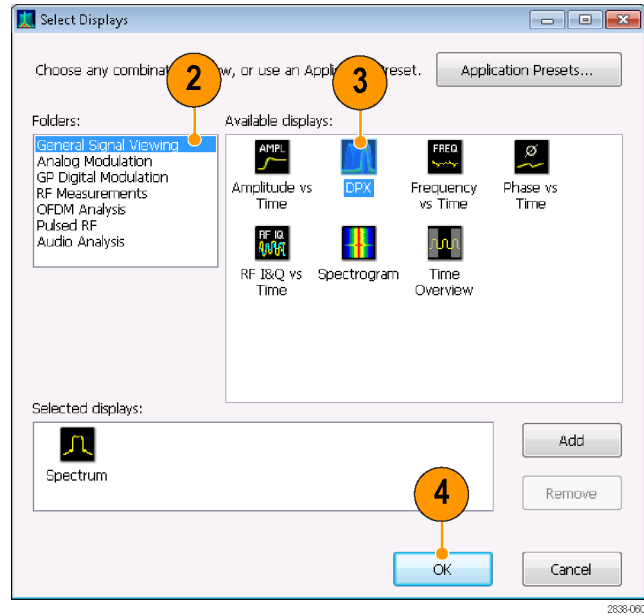 Select Displays
Choose any combinat 2 w, or use an Appli 3 reset.
Application Presets...
Folders:
General Signal Viewing
Analog Modulation
GP Digital Modulation
RF Measurements
OFDM Analysis
Pulsed RF
Audio Analysis
Available displays:
AMPL
Amplitude vs
Time
DPX
FREQ
Frequency
vs Time
Ø
Phase vs
Time
RF IQ
RF I&Q vs
Time
Spectrogram
Time
Overview
Selected displays:
Spectrum
Add
Remove
4
OK
Cancel